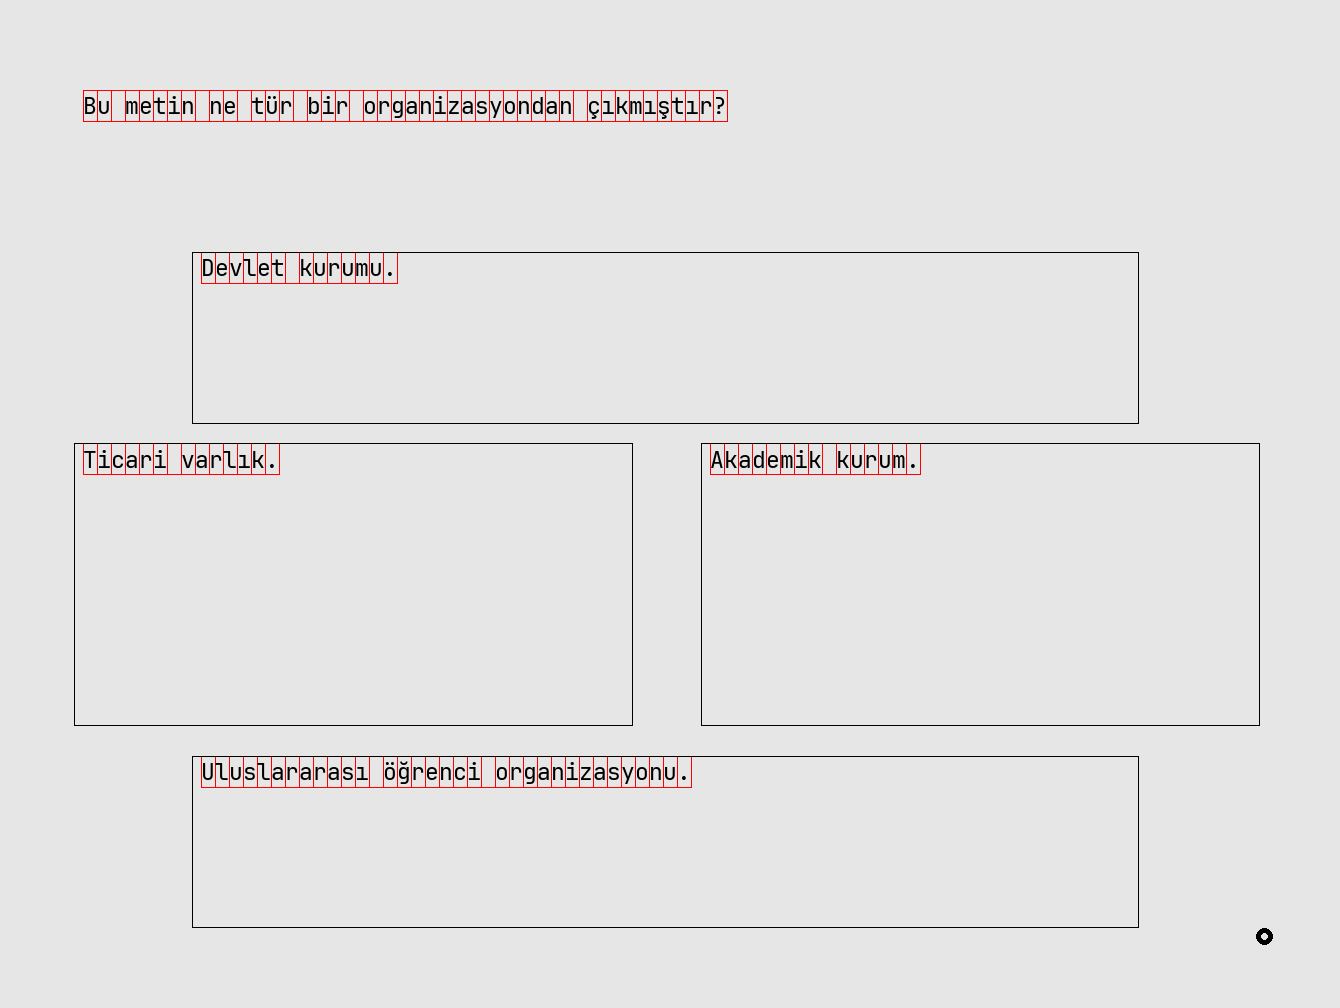 Bu metin ne tür bir organizasyondan çıkmıştır?
Devlet kurumu.
Ticari varlık.
Akademik kurum.
Uluslararası öğrenci organizasyonu.